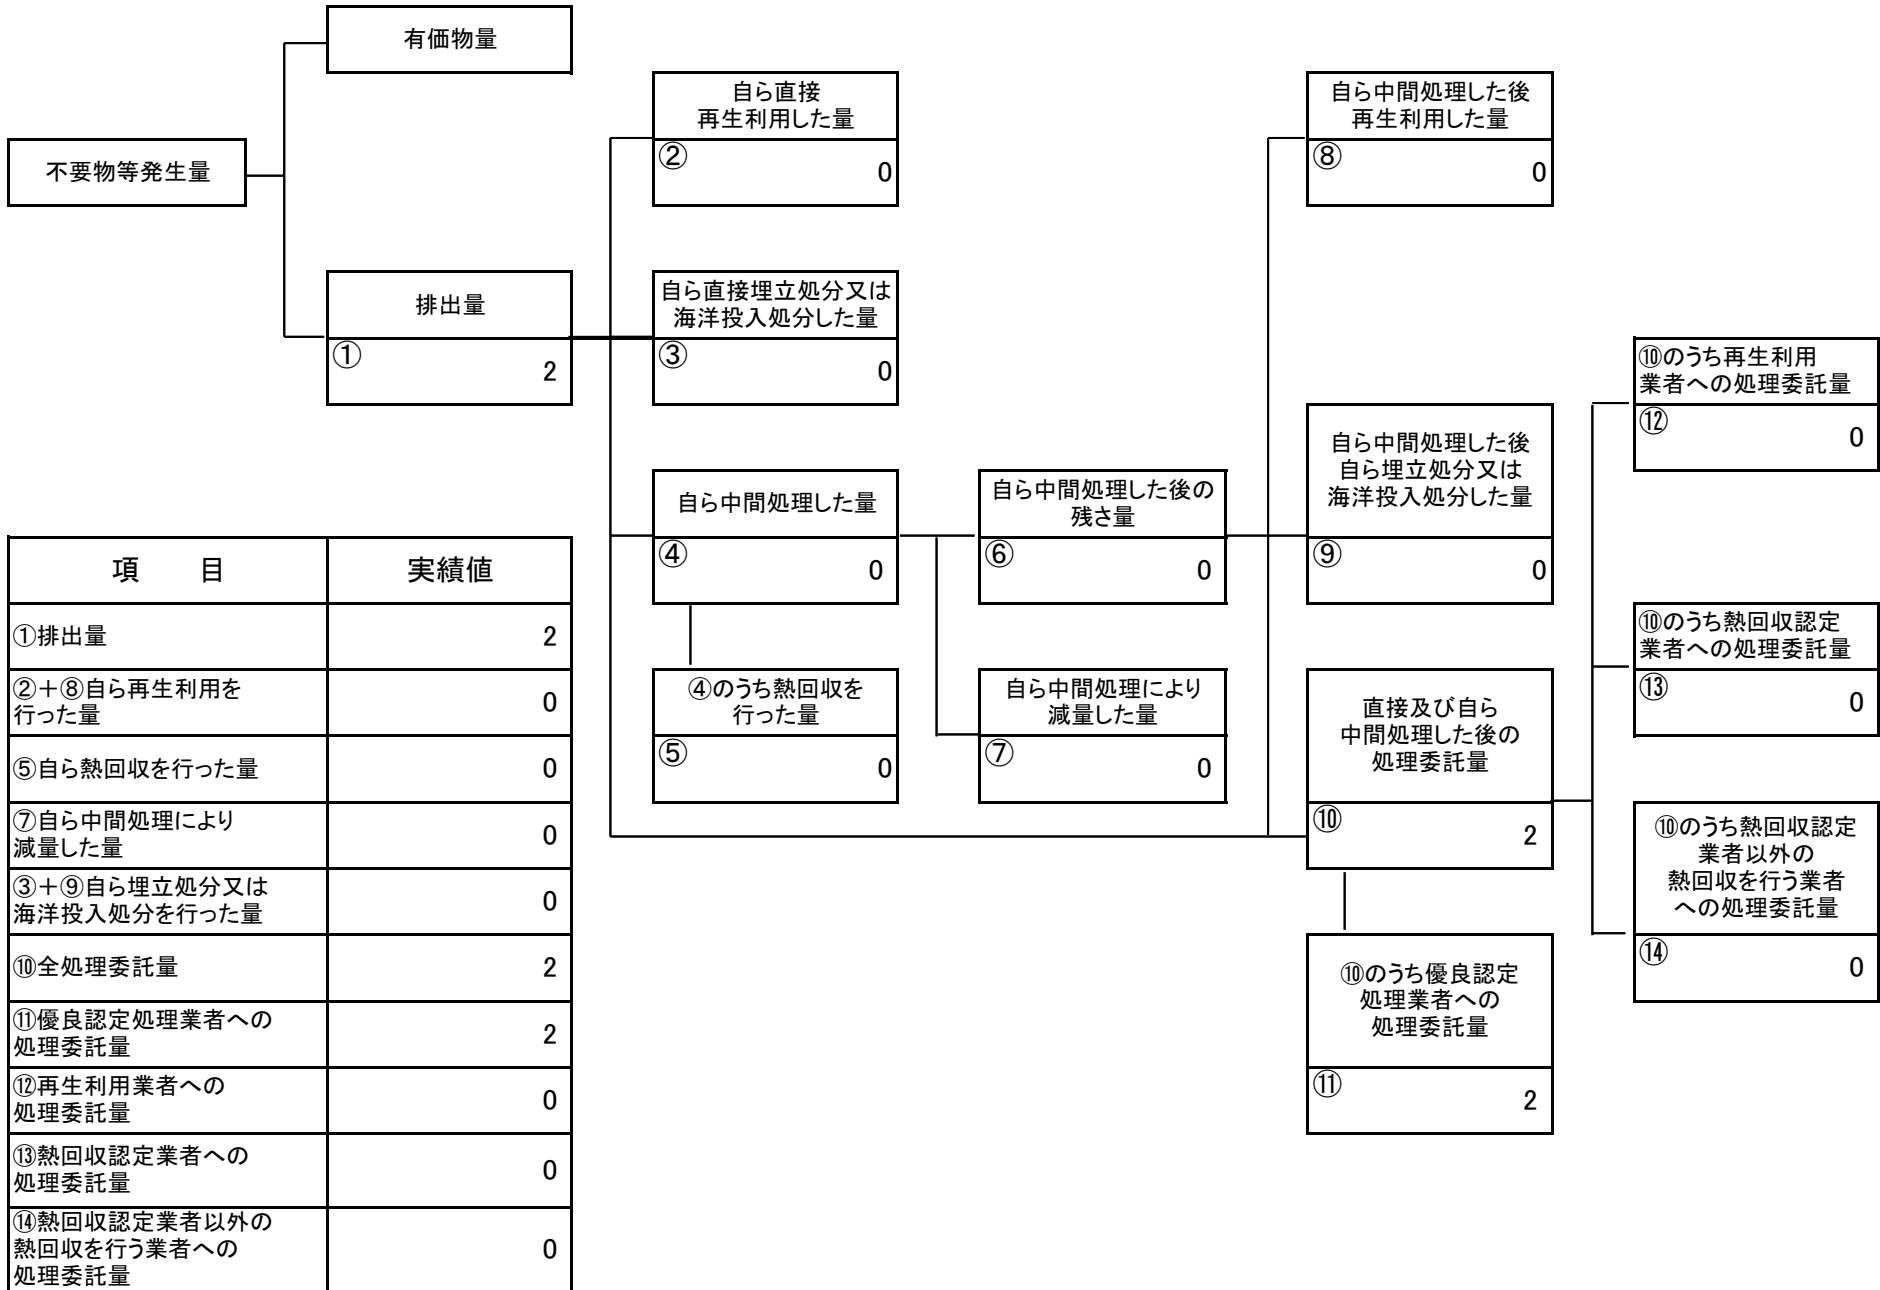 有価物量
不要物等発生量
排出量
①
2
自ら直接
再生利用した量
②
0
自ら直接埋立処分又は
海洋投入処分した量
③
0
自ら中間処理した量
④
0
④のうち熱回収を
行った量
⑤
0
自ら中間処理した後の
残さ量
⑥
0
自ら中間処理により
減量した量
⑦
0
自ら中間処理した後
再生利用した量
⑧
0
自ら中間処理した後
自ら埋立処分又は
海洋投入処分した量
⑨
0
直接及び自ら
中間処理した後の
処理委託量
⑩
2
⑩のうち優良認定
処理業者への
処理委託量
⑪
2
⑩のうち再生利用
業者への処理委託量
⑫
0
⑩のうち熱回収認定
業者への処理委託量
⑬
0
⑩のうち熱回収認定
業者以外の
熱回収を行う業者
への処理委託量
⑭
0
項　目 実績値
①排出量 2
②＋⑧自ら再生利用を
行った量 0
⑤自ら熱回収を行った量 0
⑦自ら中間処理により
減量した量 0
③＋⑨自ら埋立処分又は
海洋投入処分を行った量 0
⑩全処理委託量 2
⑪優良認定処理業者への
処理委託量 2
⑫再生利用業者への
処理委託量 0
⑬熱回収認定業者への
処理委託量 0
⑭熱回収認定業者以外の
熱回収を行う業者への
処理委託量 0